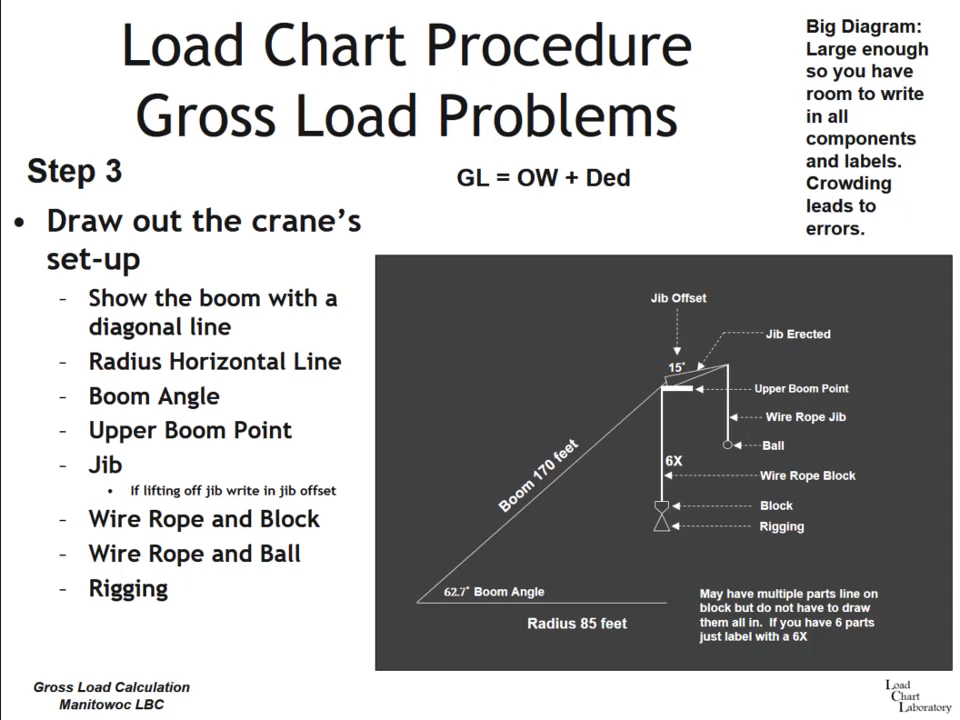 Load Chart Procedure
Gross Load Problems
Big Diagram:
Large enough
so you have
room to write
in all
components
and labels.
Crowding
leads to
errors.
Step 3
GL = OW + Ded
• Draw out the crane's
set-up
- Show the boom with a
diagonal line
- Radius Horizontal Line
- Boom Angle
- Upper Boom Point
- Jib
• If lifting off jib write in jib offset
- Wire Rope and Block
- Wire Rope and Ball
- Rigging
Jib Offset
Jib Erected
15°
Upper Boom Point
Wire Rope Jib
Ball
Boom 170 feet
6X
Wire Rope Block
Block
Rigging
62.7° Boom Angle
Radius 85 feet
May have multiple parts line on
block but do not have to draw
them all in. If you have 6 parts
just label with a 6X
Gross Load Calculation
Manitowoc LBC
Load
Chart
Laboratory